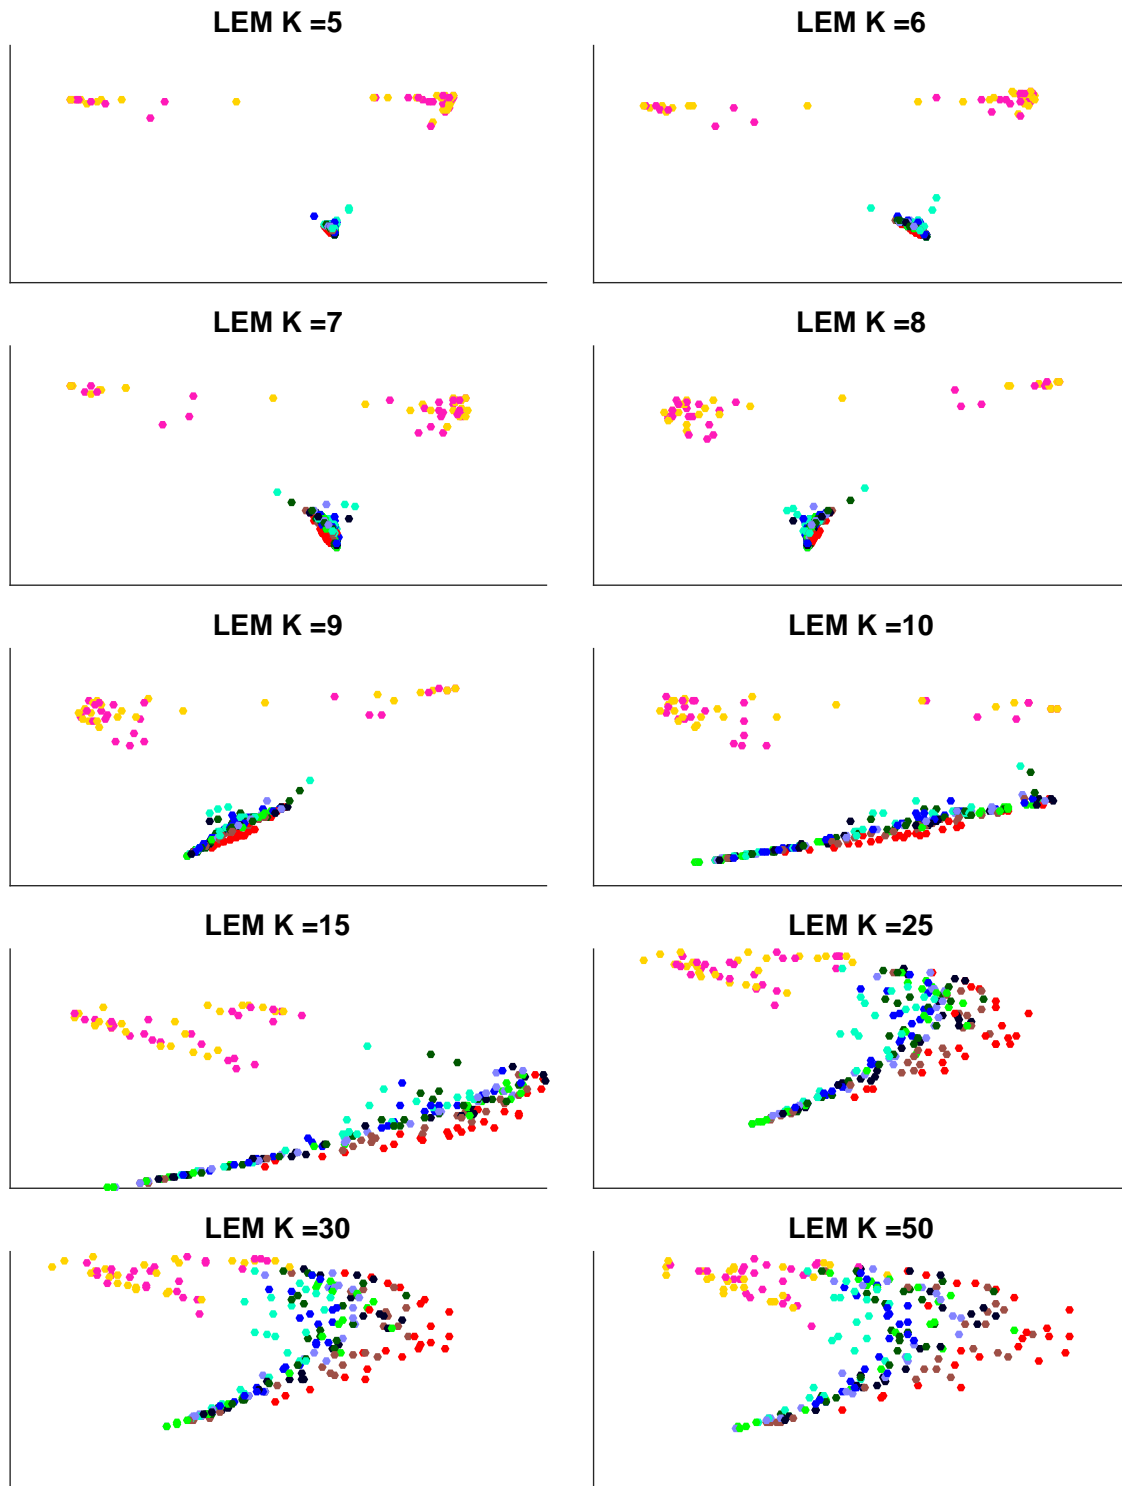 LEM K =5
LEM K =6
LEM K =7
LEM K =8
LEM K =9
LEM K =10
LEM K =15
LEM K =25
LEM K =30
LEM K =50